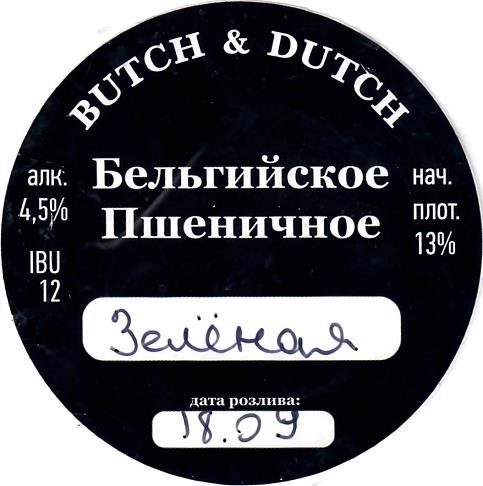 BUTCH & DUTCH
Бельгийское
Пшеничное
алк.
4,5%
IBU
12
нач.
плот.
13%
Зелёная
дата розлива:
18.09